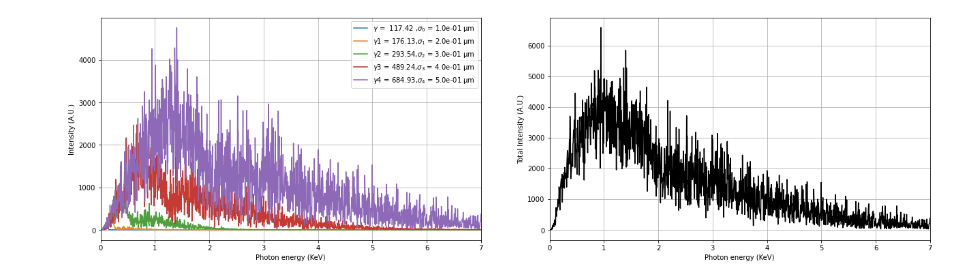 γ = 117.42 ,σ₀ = 1.0e-01 μm
γ1 = 176.13,σ₁ = 2.0e-01 μm
γ2 = 293.54,σ₂ = 3.0e-01 μm
γ3 = 489.24,σ₃ = 4.0e-01 μm
γ4 = 684.93,σ₄ = 5.0e-01 μm
Intensity (A.U.)
4000
3000
2000
1000
0
0 1 2 3 4 5 6 7
Photon energy (KeV)
Total Intensity (A.U.)
6000
5000
4000
3000
2000
1000
0
0 1 2 3 4 5 6 7
Photon energy (KeV)